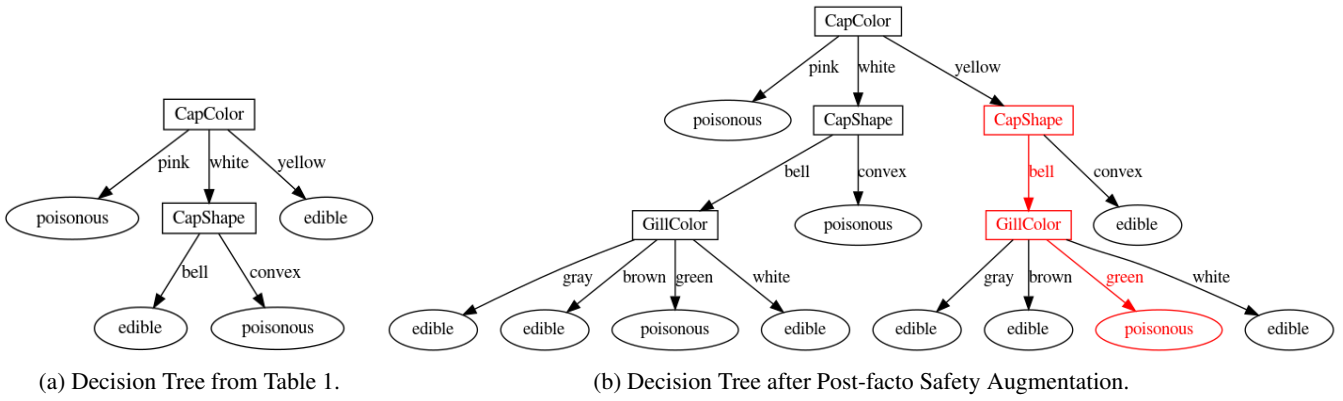 CapColor
pink
white
yellow
poisonous
CapShape
edible
bell
convex
edible
poisonous
(a) Decision Tree from Table 1.
CapColor
pink
white
yellow
poisonous
CapShape
CapShape
bell
convex
bell
convex
GillColor
poisonous
GillColor
edible
gray
brown
green
white
gray
brown
green
white
edible
edible
poisonous
edible
edible
edible
poisonous
edible
(b) Decision Tree after Post-facto Safety Augmentation.